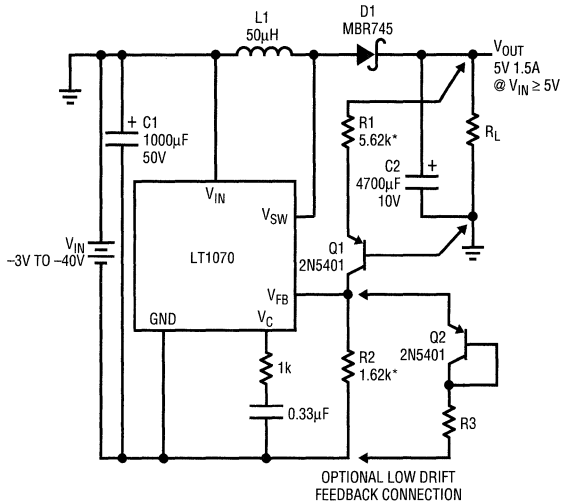 L1
50μH
D1
MBR745
VOUT
5V 1.5A
@ VIN ≥ 5V
C1
1000μF
50V
+
R1
5.62k*
C2
4700μF
10V
+
RL
VIN
VSW
LT1070
VIN
–3V TO –40V
Q1
2N5401
VFB
GND
VC
1k
0.33μF
R2
1.62k*
Q2
2N5401
R3
OPTIONAL LOW DRIFT
FEEDBACK CONNECTION